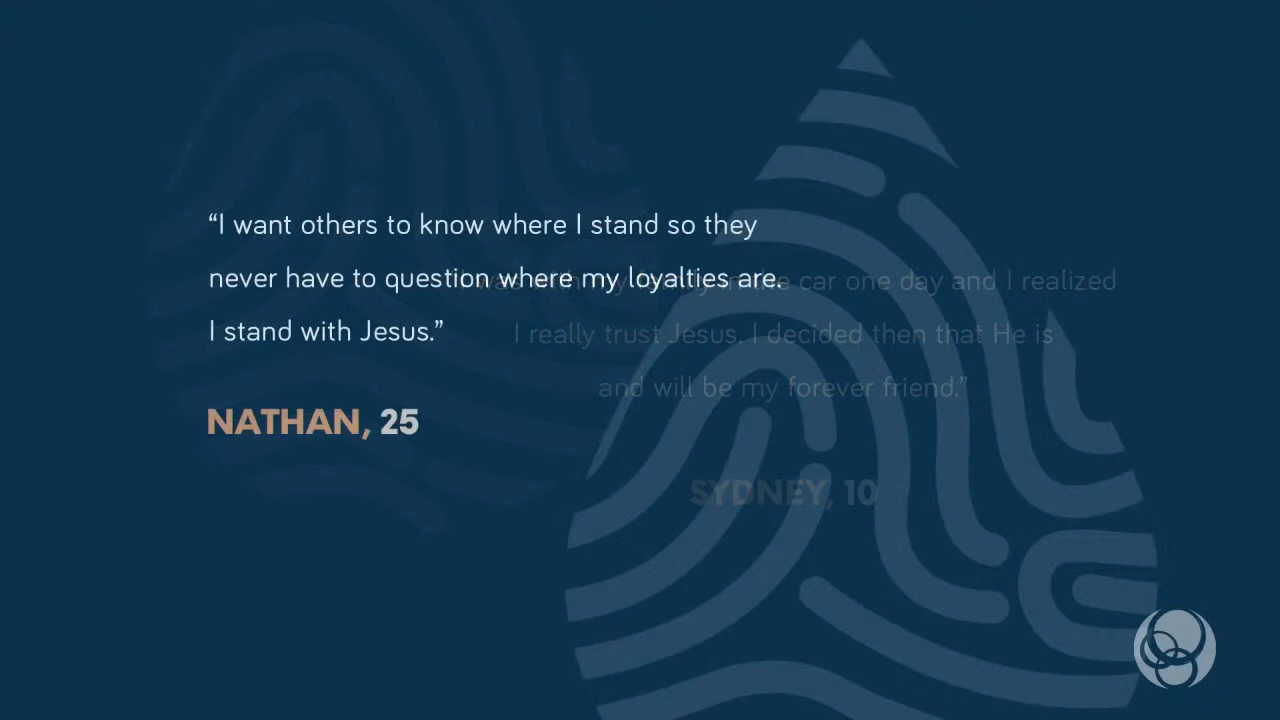 “I want others to know where I stand so they
never have to question where my loyalties are.
I stand with Jesus.”
NATHAN, 25
car one day and I realized
I really trust Jesus. I decided then that He is
and will be my forever friend.”
SYDNEY, 10